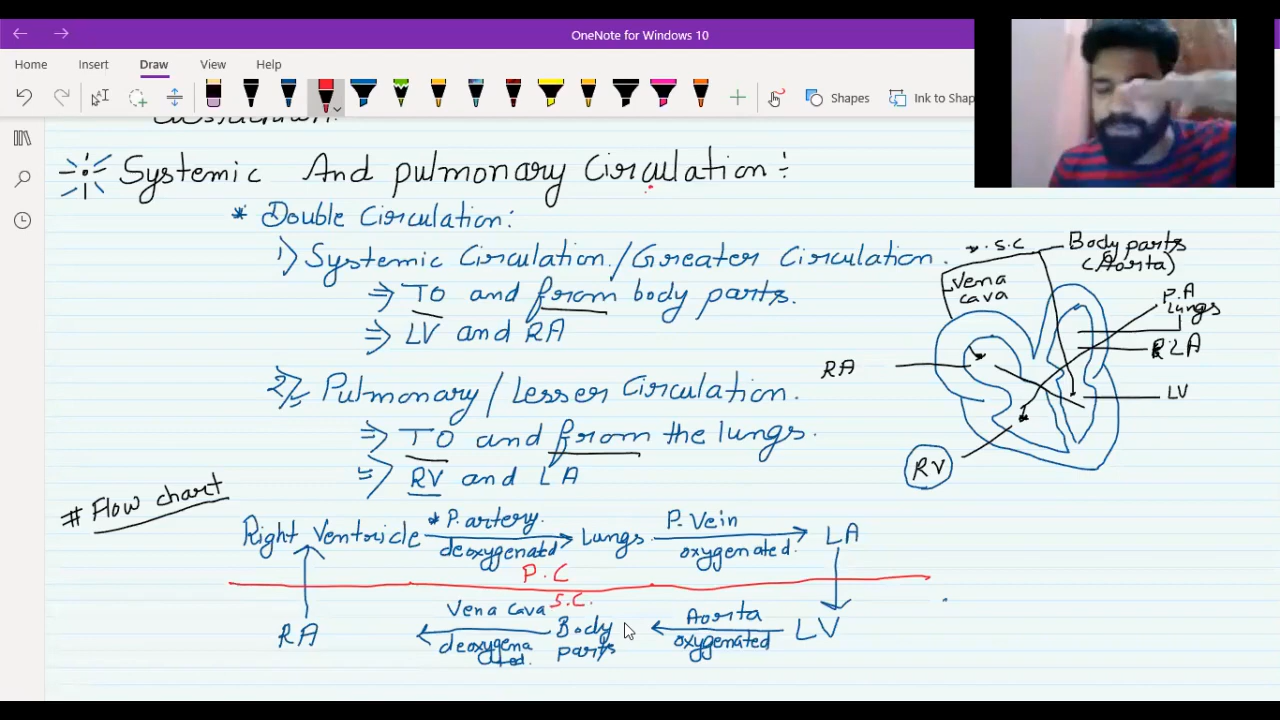 OneNote for Windows 10
Home Insert Draw View Help
Shapes
Ink to Shap
Systemic And pulmonary Circulation :
* Double Circulation:
1) Systemic Circulation / Greater Circulation.
⇒ TO and from body parts.
⇒ LV and RA
2) Pulmonary / Lesser Circulation.
⇒ TO and from the lungs.
⇒ RV and LA
* S.C
Body parts
(Aorta)
Vena
cava
P.A
Lungs
LA
RA
LV
RV
# Flow chart
Right Ventricle * P. artery. deoxygenated Lungs P. Vein oxygenated. LA
P.C
S.C.
RA Vena Cava deoxygena
ted. Body
parts Aorta oxygenated LV